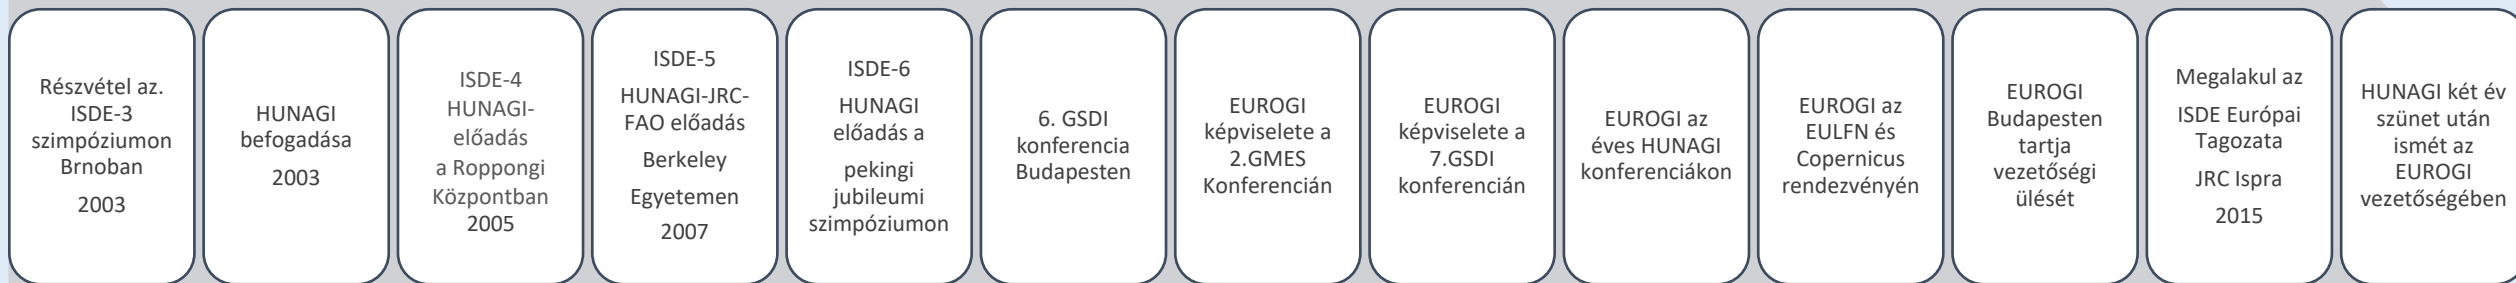 Részvétel az.
ISDE-3
szimpóziumon
Brnoban
2003
HUNAGI
befogadása
2003
ISDE-4
HUNAGI-
előadás
a Roppongi
Központban
2005
ISDE-5
HUNAGI-JRC-
FAO előadás
Berkeley
Egyetemen
2007
ISDE-6
HUNAGI
előadás a
pekingi
jubileumi
szimpóziumon
6. GSDI
konferencia
Budapesten
EUROGI
képviselete a
2.GMES
Konferencián
EUROGI
képviselete a
7.GSDI
konferencián
EUROGI az
éves HUNAGI
konferenciákon
EUROGI az
EULFN és
Copernicus
rendezvényén
EUROGI
Budapesten
tartja
vezetőségi
ülését
Megalakul az
ISDE Európai
Tagozata
JRC Ispra
2015
HUNAGI két év
szünet után
ismét az
EUROGI
vezetőségében